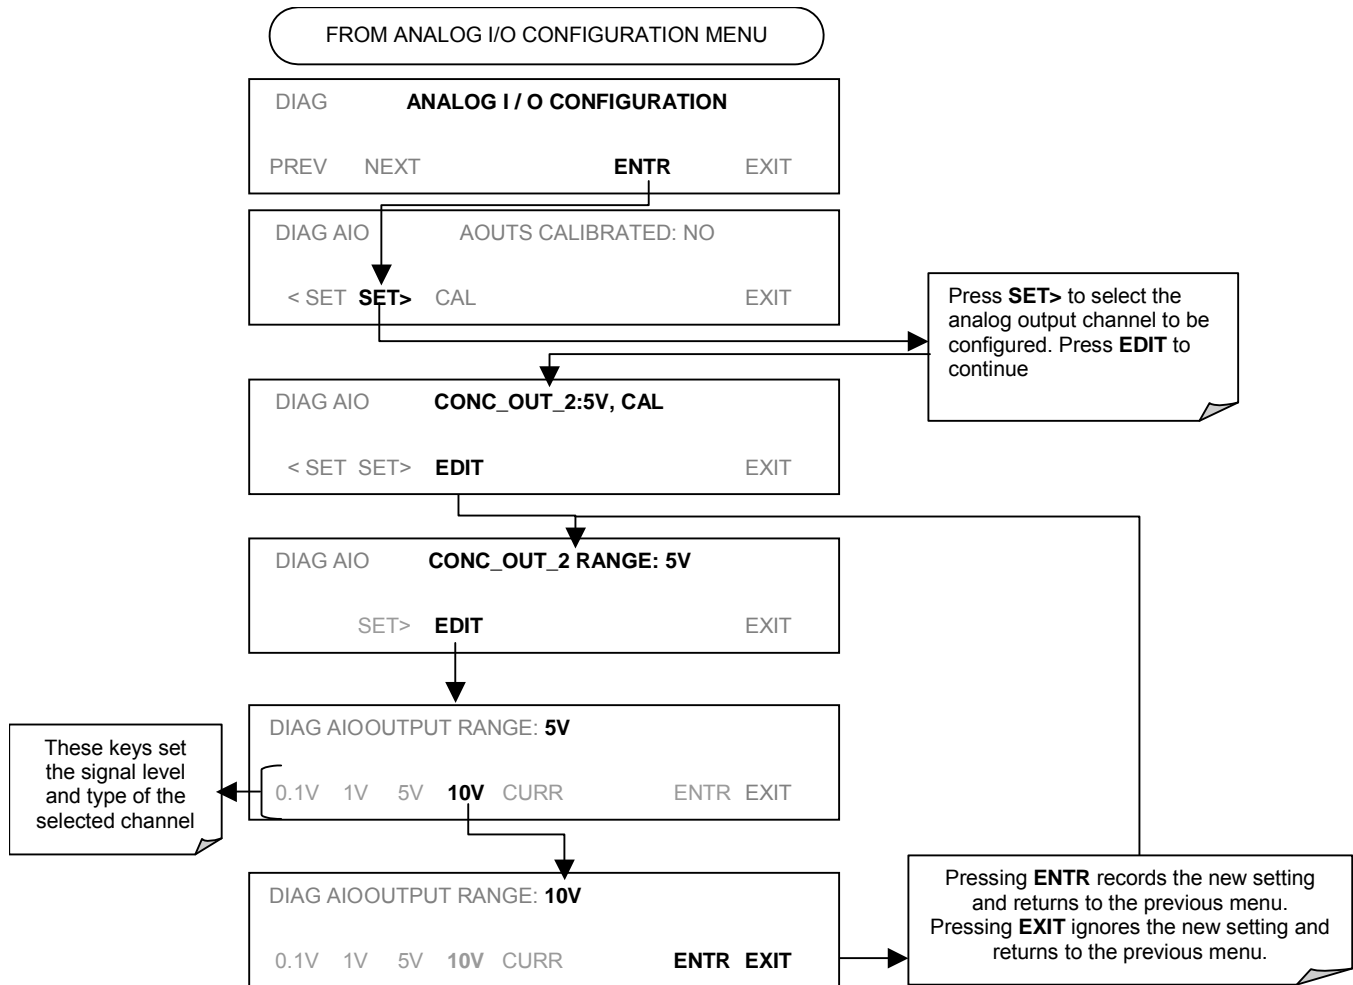 FROM ANALOG I/O CONFIGURATION MENU
DIAG ANALOG I / O CONFIGURATION
PREV NEXT ENTR EXIT
DIAG AIO AOUTS CALIBRATED: NO
< SET SET> CAL EXIT
Press SET> to select the
analog output channel to be
configured. Press EDIT to
continue
DIAG AIO CONC_OUT_2:5V, CAL
< SET SET> EDIT EXIT
DIAG AIO CONC_OUT_2 RANGE: 5V
SET> EDIT EXIT
DIAG AIOOUTPUT RANGE: 5V
0.1V 1V 5V 10V CURR ENTR EXIT
These keys set
the signal level
and type of the
selected channel
DIAG AIOOUTPUT RANGE: 10V
0.1V 1V 5V 10V CURR ENTR EXIT
Pressing ENTR records the new setting
and returns to the previous menu.
Pressing EXIT ignores the new setting and
returns to the previous menu.